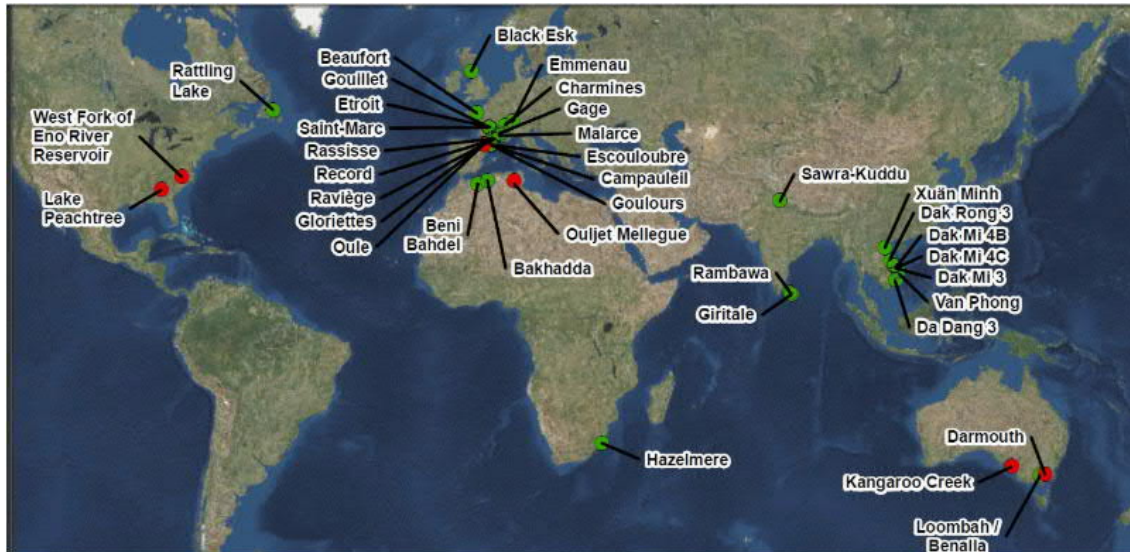 Black Esk
Beaufort
Gouillet
Etroit
Saint-Marc
Rassisse
Record
Raviège
Gloriettes
Oule
Emmenau
Charmines
Gage
Malarce
Escouloubre
Campauleil
Goulours
Rattling
Lake
West Fork of
Eno River
Reservoir
Lake
Peachtree
Beni
Bahdel
Bakhadda
Ouljet Mellegue
Sawra-Kuddu
Rambawa
Giritale
Xuän Minh
Dak Rong 3
Dak Mi 4B
Dak Mi 4C
Dak Mi 3
Van Phong
Da Dang 3
Hazelmere
Darmouth
Kangaroo Creek
Loombah /
Benalla